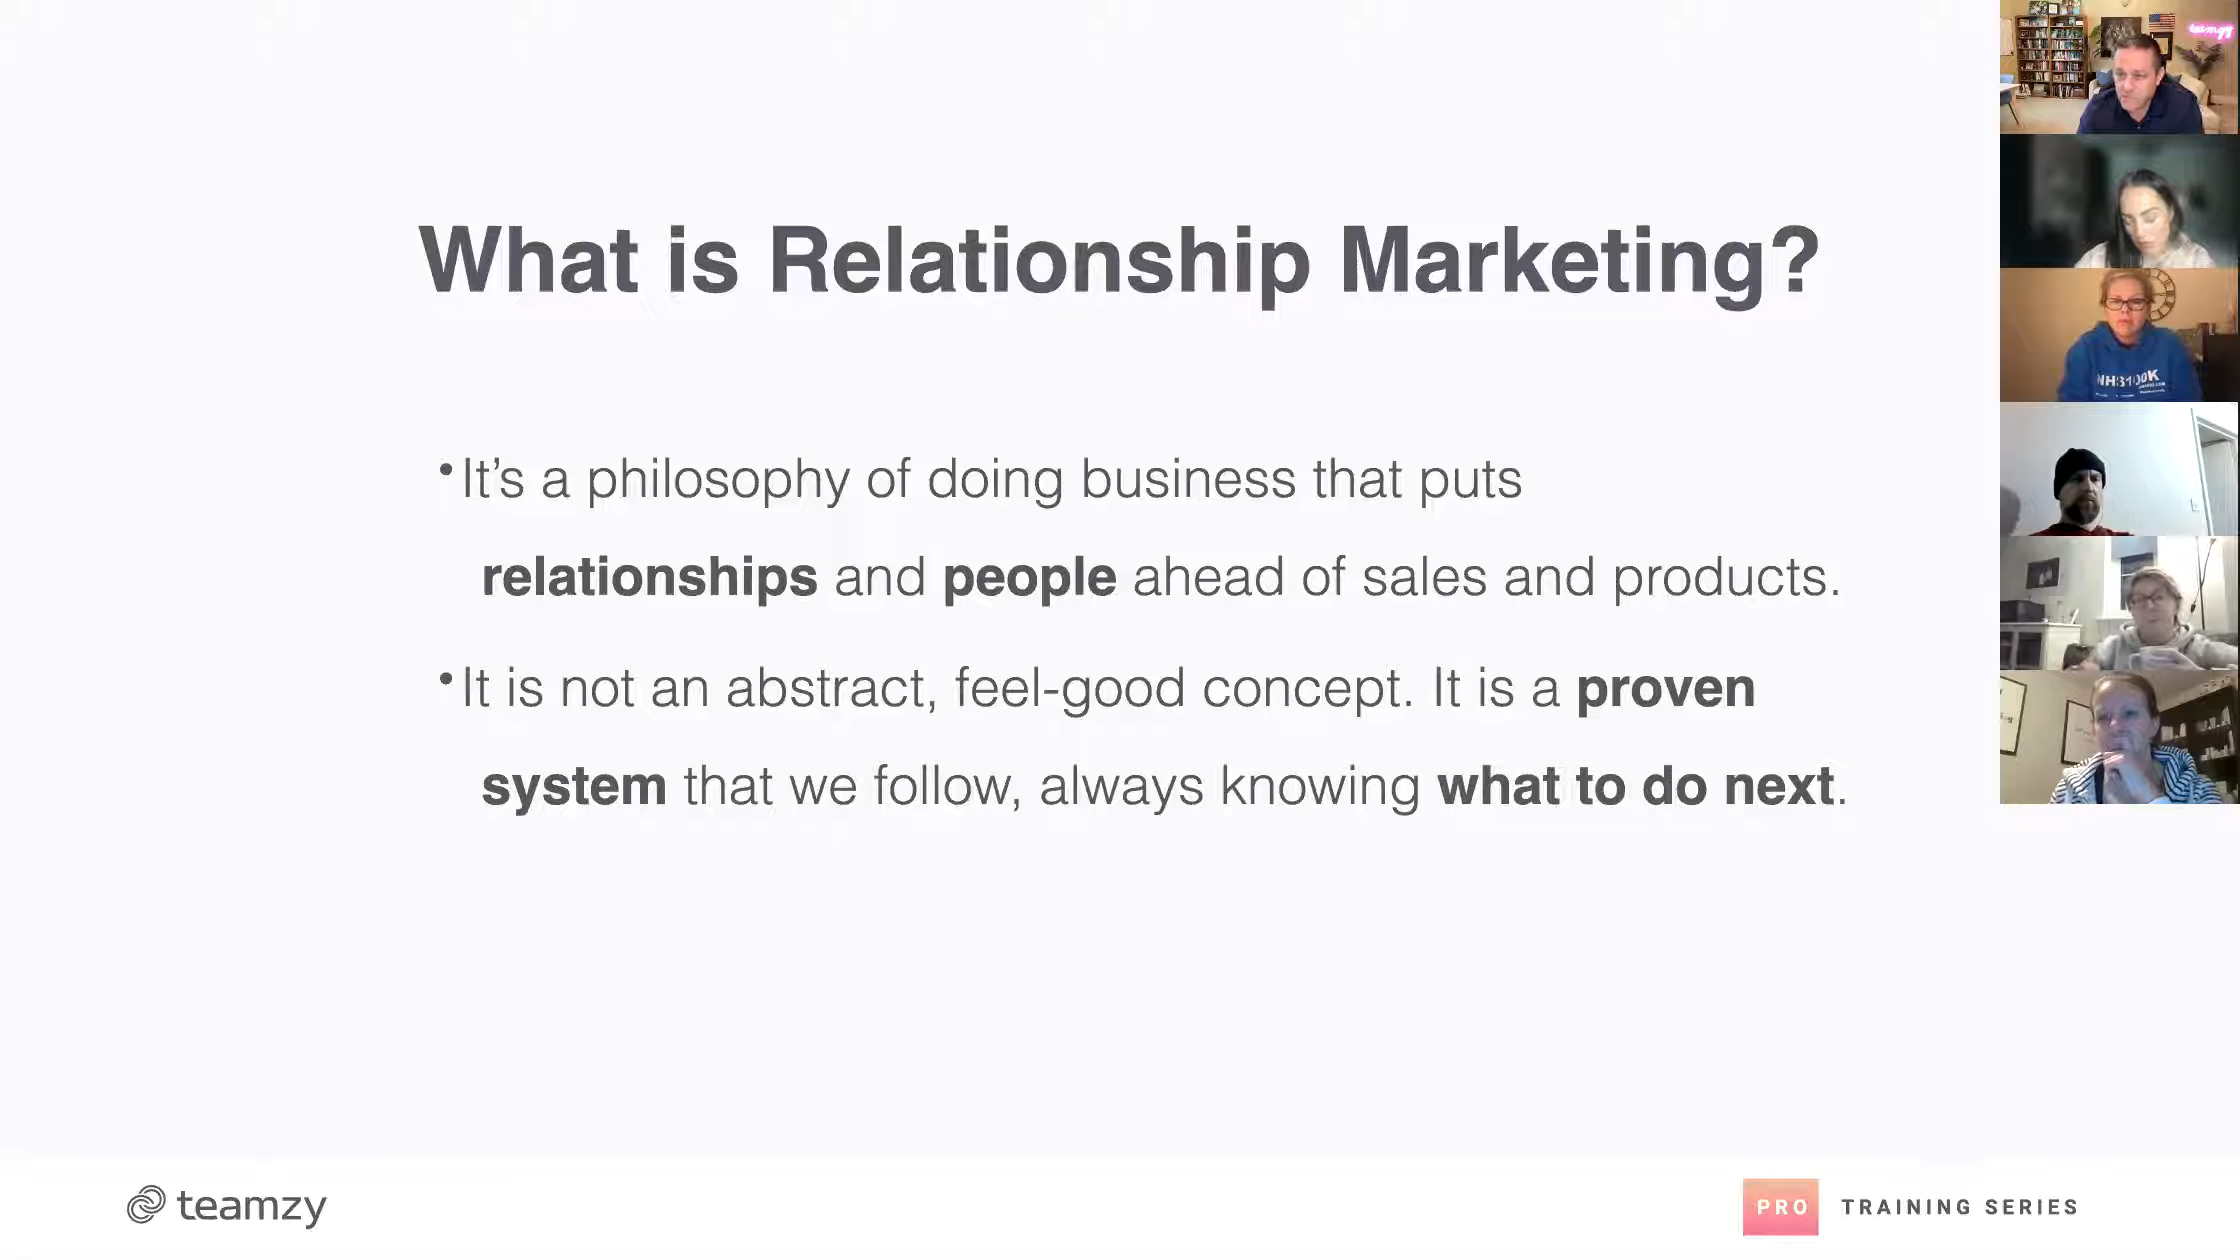 What is Relationship Marketing?
•It’s a philosophy of doing business that puts
relationships and people ahead of sales and products.
•It is not an abstract, feel-good concept. It is a proven
system that we follow, always knowing what to do next.
teamzy
PRO TRAINING SERIES
teamzy
NHS100K